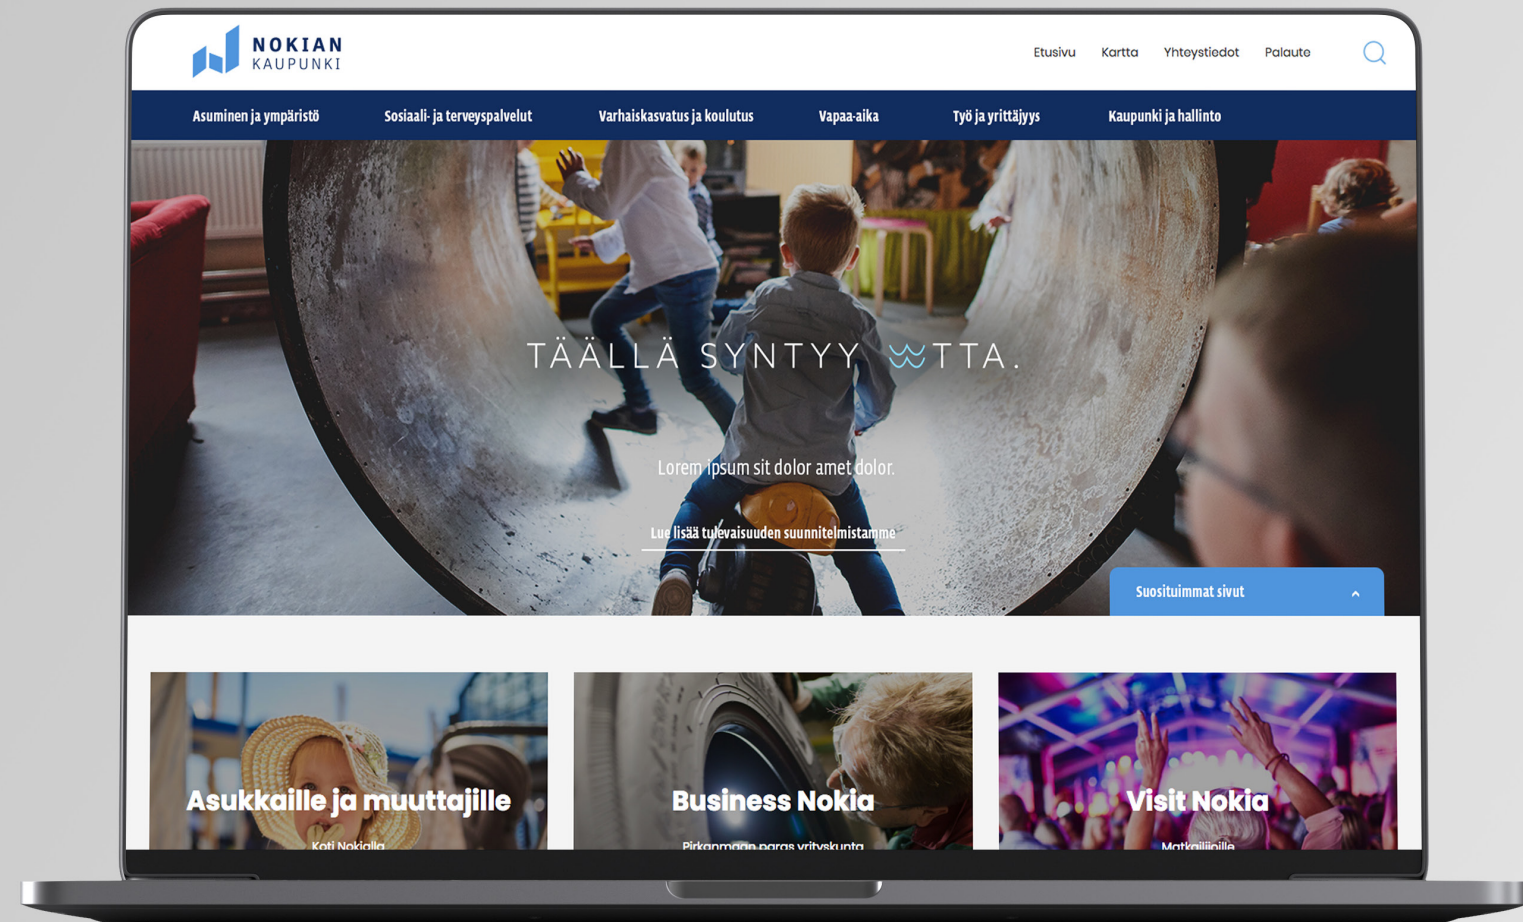 NOKIAN
KAUPUNKI
Etusivu Kartta Yhteystiedot Palaute
Asuminen ja ympäristö Sosiaali- ja terveyspalvelut Varhaiskasvatus ja koulutus Vapaa-aika Työ ja yrittäjyys Kaupunki ja hallinto
TÄÄLLÄ SYNTYY WTTA.
Lorem ipsum sit dolor amet dolor.
Lue lisää tulevaisuuden suunnitelmistamme
Suosituimmat sivut
Asukkaille ja muuttajille Business Nokia Visit Nokia
Koti Nokialla Pirkanmaan paras yrityskunta Matkailijoille